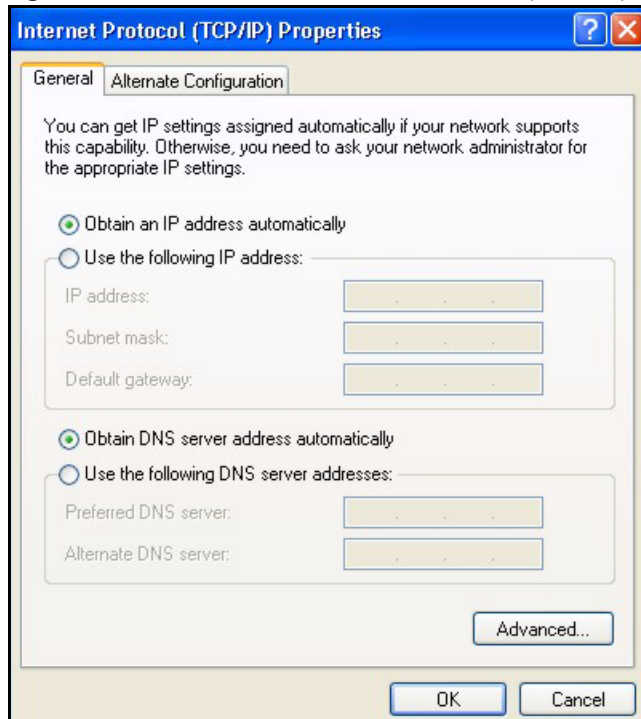 Internet Protocol (TCP/IP) Properties
General
Alternate Configuration
You can get IP settings assigned automatically if your network supports
this capability. Otherwise, you need to ask your network administrator for
the appropriate IP settings.
Obtain an IP address automatically
Use the following IP address:
IP address:
Subnet mask:
Default gateway:
Obtain DNS server address automatically
Use the following DNS server addresses:
Preferred DNS server:
Alternate DNS server:
Advanced...
OK
Cancel